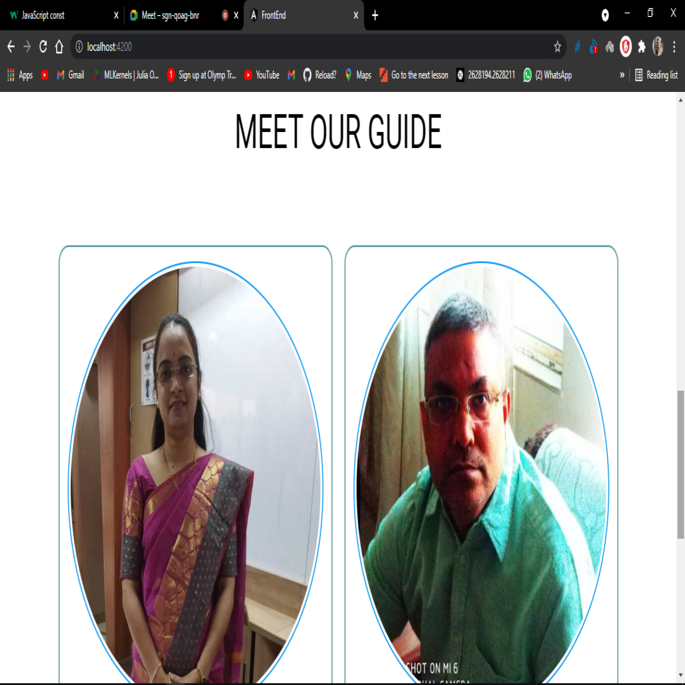 JavaScript const
Meet – sgn-qoag-bnr
FrontEnd
localhost:4200
Apps
Gmail
MLKernels | Julia O...
Sign up at Olymp Tr...
YouTube
Reload?
Maps
Go to the next lesson
2628194.2628211
(2) WhatsApp
»
Reading list
MEET OUR GUIDE
SHOT ON MI 6